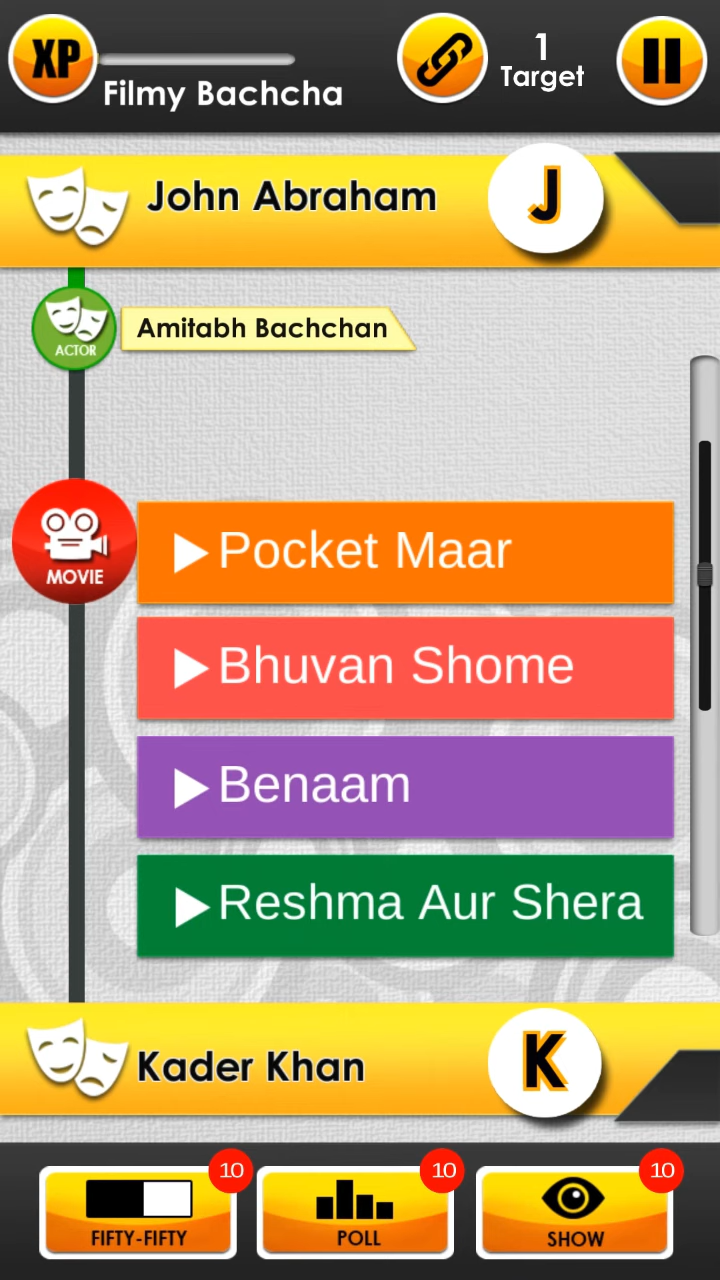 XP
Filmy Bachcha
1
Target
John Abraham
J
ACTOR
Amitabh Bachchan
MOVIE
Pocket Maar
Bhuvan Shome
Benaam
Reshma Aur Shera
Kader Khan
K
10
10
10
FIFTY-FIFTY
POLL
SHOW